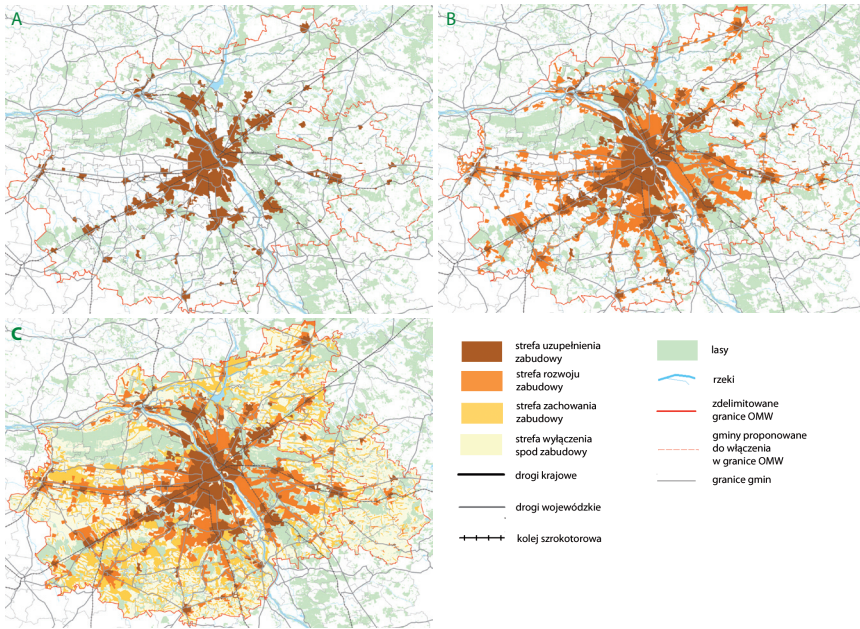 A
B
C
strefa uzupełnienia
zabudowy
strefa rozwoju
zabudowy
strefa zachowania
zabudowy
strefa wyłączenia
spod zabudowy
drogi krajowe
drogi wojewódzkie
kolej szrokotorowa
lasy
rzeki
zdelimitowane
granice OMW
gminy proponowane
do włączenia
w granice OMW
granice gmin